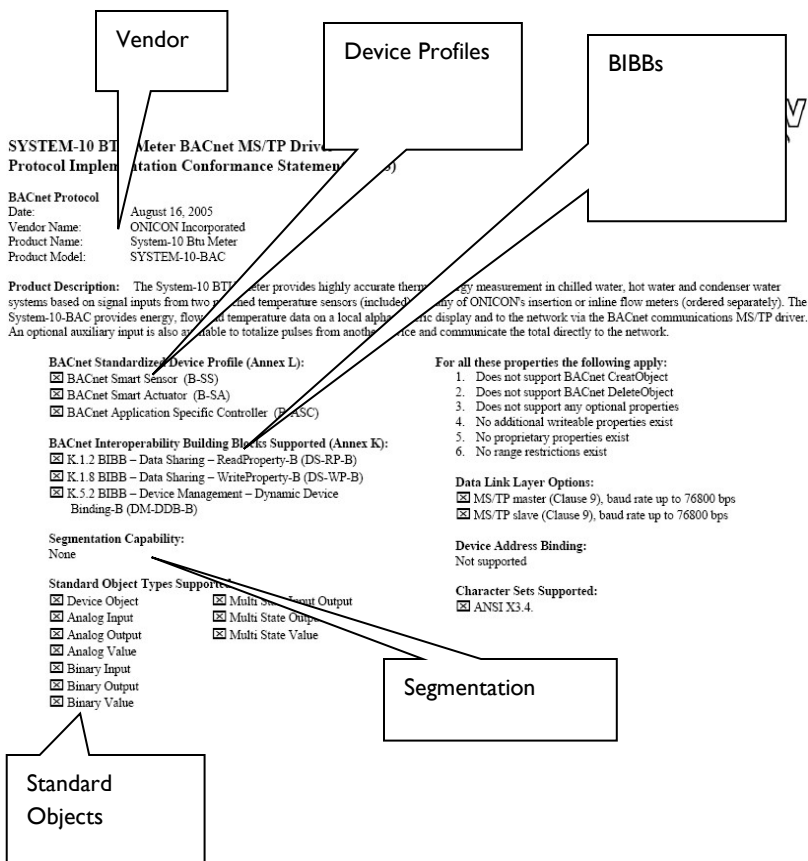 Vendor
Device Profiles
BIBBs
SYSTEM-10 BT Meter BACnet MS/TP Driver
Protocol Implementation Conformance Statement
BACnet Protocol
Date: August 16, 2005
Vendor Name: ONICON Incorporated
Product Name: System-10 Btu Meter
Product Model: SYSTEM-10-BAC
Product Description: The System-10 BTU Meter provides highly accurate thermal energy measurement in chilled water, hot water and condenser water
systems based on signal inputs from two matched temperature sensors (included) any of ONICON's insertion or inline flow meters (ordered separately). The
System-10-BAC provides energy, flow and temperature data on a local alphanumeric display and to the network via the BACnet communications MS/TP driver.
An optional auxiliary input is also available to totalize pulses from another device and communicate the total directly to the network.
BACnet Standardized Device Profile (Annex L):
BACnet Smart Sensor (B-SS)
BACnet Smart Actuator (B-SA)
BACnet Application Specific Controller (B-ASC)
BACnet Interoperability Building Blocks Supported (Annex K):
K.1.2 BIBB – Data Sharing – ReadProperty-B (DS-RP-B)
K.1.8 BIBB – Data Sharing – WriteProperty-B (DS-WP-B)
K.5.2 BIBB – Device Management – Dynamic Device
Binding-B (DM-DDB-B)
Segmentation Capability:
None
Standard Object Types Supported
Device Object
Analog Input
Analog Output
Analog Value
Binary Input
Binary Output
Binary Value
Multi State Input Output
Multi State Output
Multi State Value
For all these properties the following apply:
1. Does not support BACnet CreatObject
2. Does not support BACnet DeleteObject
3. Does not support any optional properties
4. No additional writeable properties exist
5. No proprietary properties exist
6. No range restrictions exist
Data Link Layer Options:
MS/TP master (Clause 9), baud rate up to 76800 bps
MS/TP slave (Clause 9), baud rate up to 76800 bps
Device Address Binding:
Not supported
Character Sets Supported:
ANSI X3.4.
Segmentation
Standard
Objects